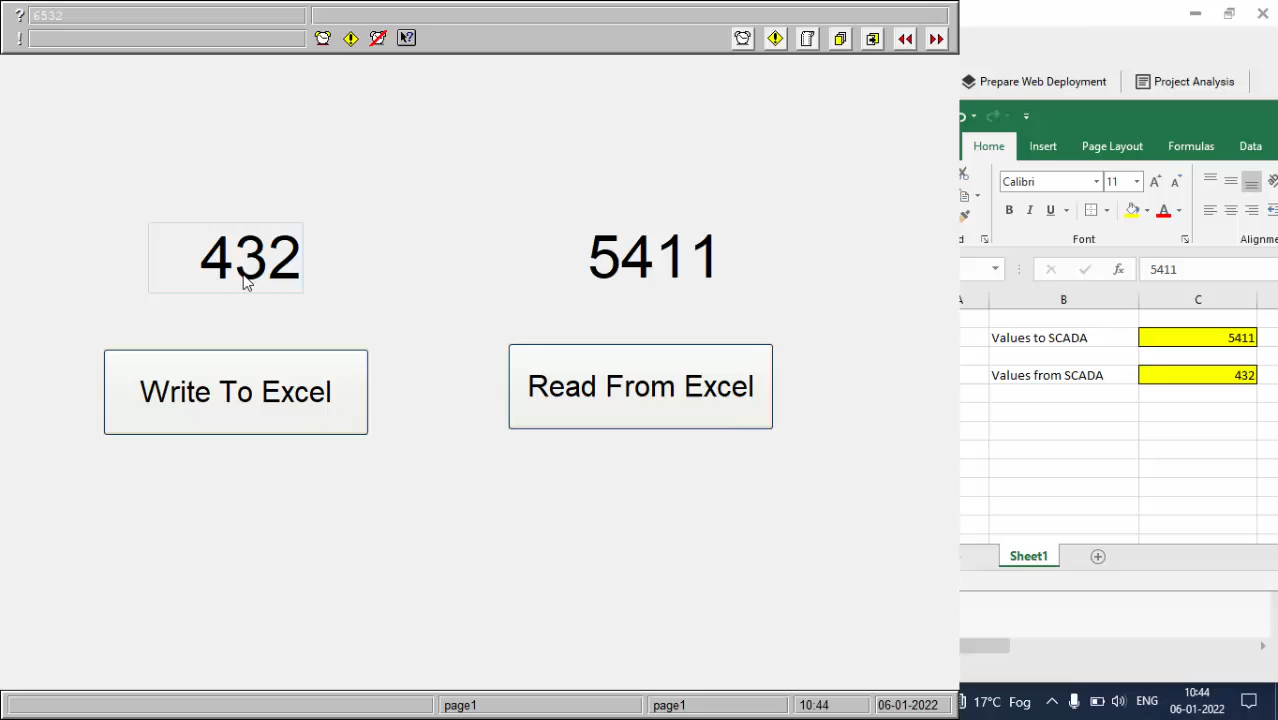 ? 6532
!
Prepare Web Deployment Project Analysis
Home Insert Page Layout Formulas Data
Calibri 11 A A
B I U A
Font Alignme
fx 5411
B C
Values to SCADA 5411
Values from SCADA 432
Sheet1
432 5411
Write To Excel Read From Excel
page1 page1 10:44 06-01-2022
17°C Fog ENG 10:44
06-01-2022